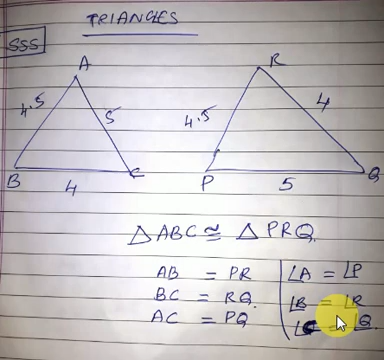 TRIANGLES
SSS
A
4.5
5
B
4
C
R
4.5
4
P
5
Q
△ABC ≅ △PRQ.
AB = PR
BC = RQ.
AC = PQ
∠A = ∠P
∠B = ∠R
∠C = ∠Q.